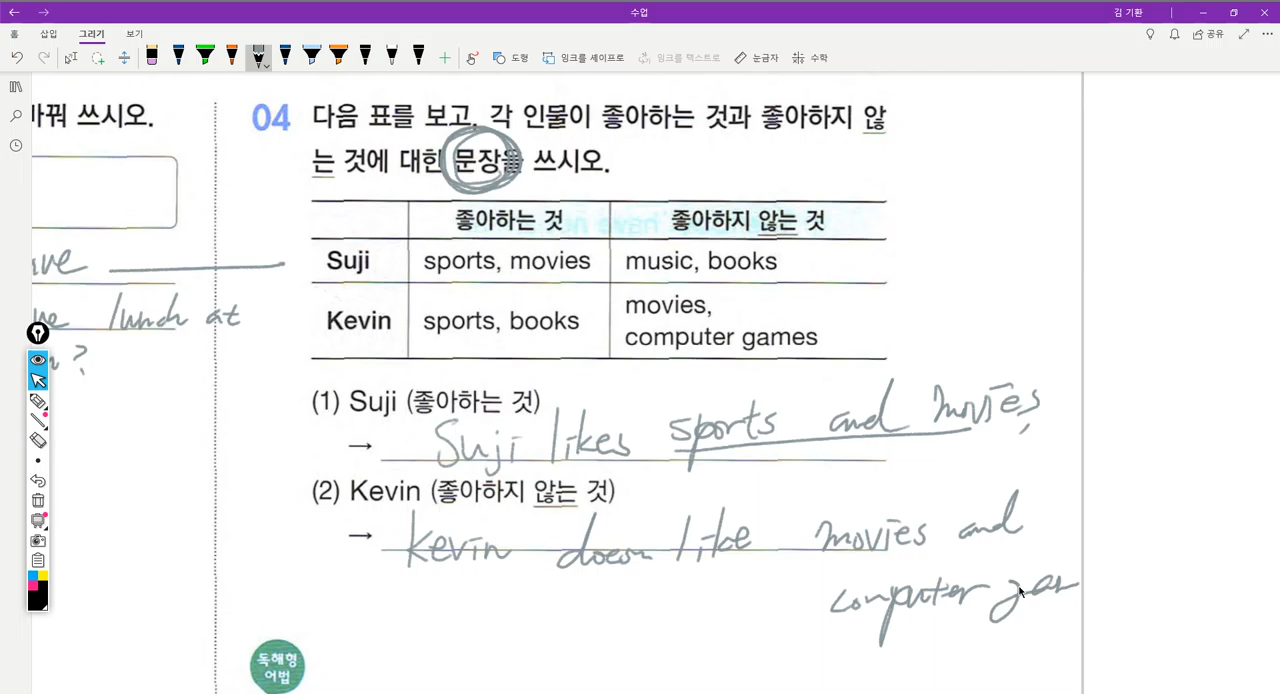 수업
김 기환
홈 삽입 그리기 보기
공유
도형 잉크를 셰이프로 잉크를 텍스트로 눈금자 수학
바꿔 쓰시오.
lunch at
?
04 다음 표를 보고, 각 인물이 좋아하는 것과 좋아하지 않
는 것에 대한 문장을 쓰시오.
좋아하는 것 좋아하지 않는 것
Suji sports, movies music, books
Kevin sports, books movies,
computer games
(1) Suji (좋아하는 것)
→ Suji likes sports and movies,
(2) Kevin (좋아하지 않는 것)
→ Kevin doesn like movies and
computer
독해형
어법